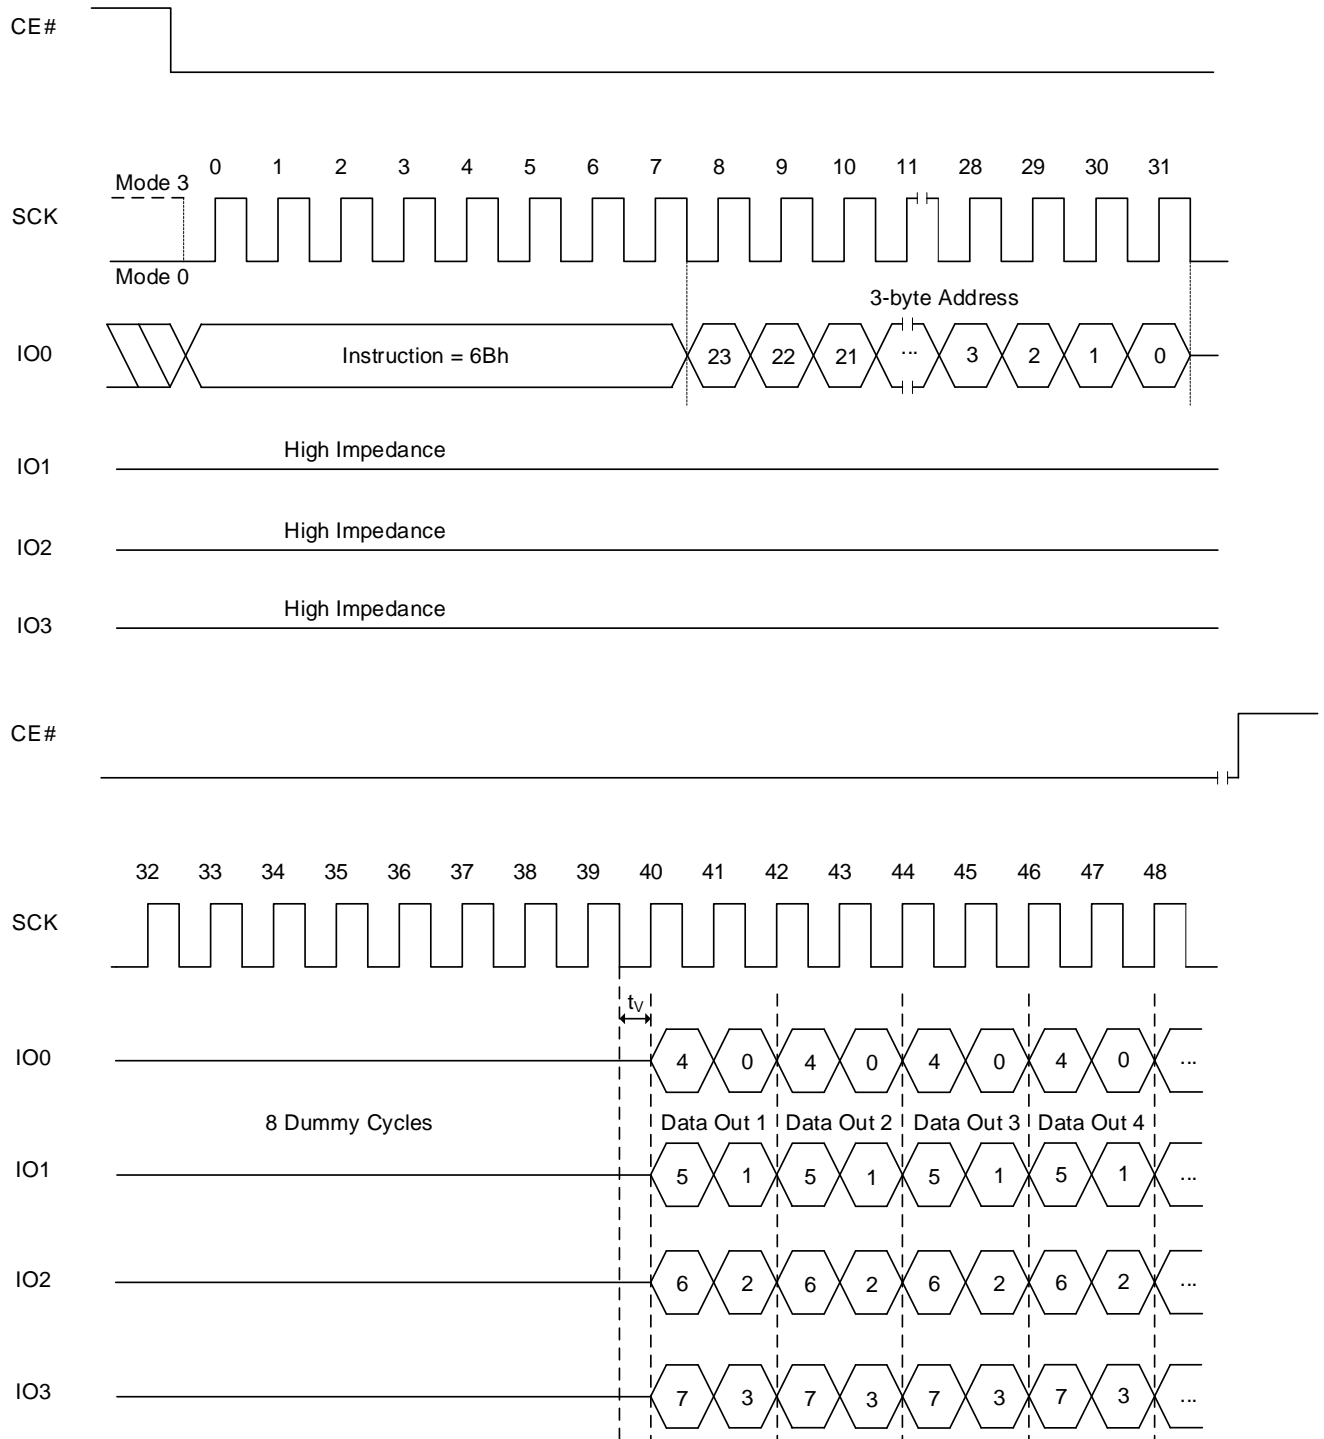 CE#
0 1 2 3 4 5 6 7 8 9 10 11 28 29 30 31
Mode 3
SCK
Mode 0
3-byte Address
IO0 Instruction = 6Bh 23 22 21 ... 3 2 1 0
High Impedance
IO1
High Impedance
IO2
High Impedance
IO3
CE#
32 33 34 35 36 37 38 39 40 41 42 43 44 45 46 47 48
SCK
tV
IO0 4 0 4 0 4 0 4 0 ...
8 Dummy Cycles Data Out 1 Data Out 2 Data Out 3 Data Out 4
IO1 5 1 5 1 5 1 5 1 ...
IO2 6 2 6 2 6 2 6 2 ...
IO3 7 3 7 3 7 3 7 3 ...